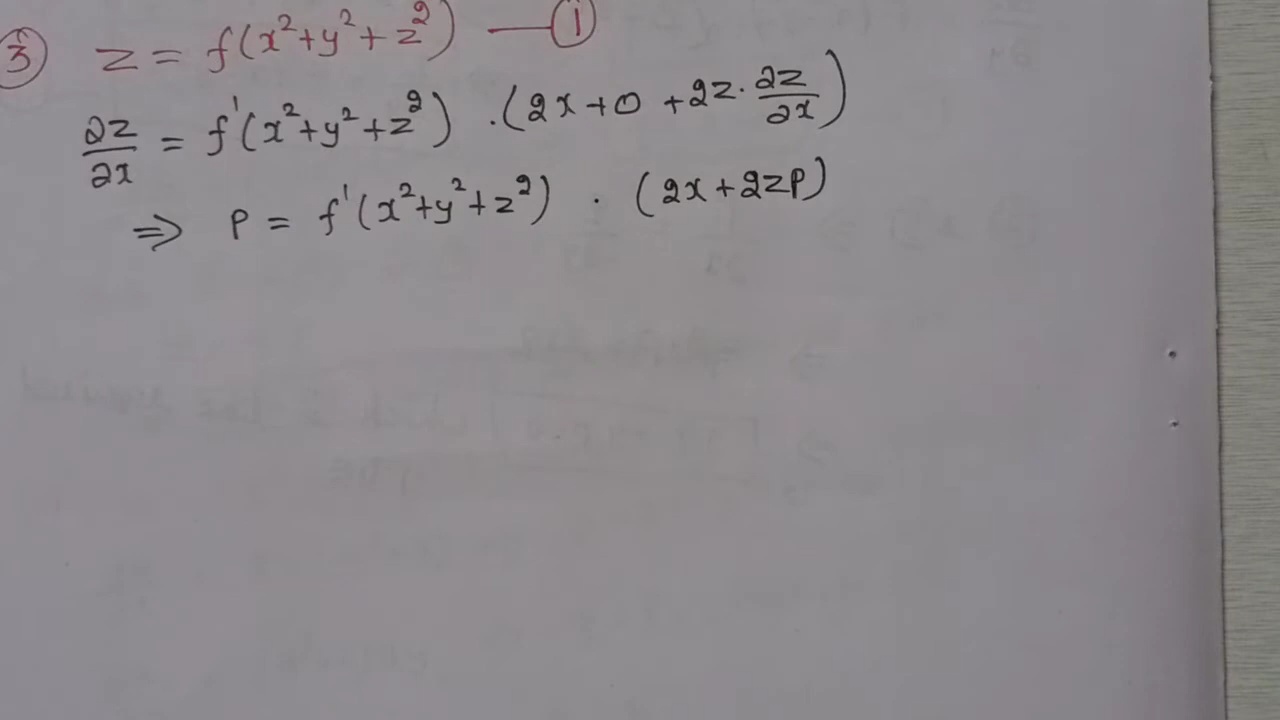 ③ z = f(x²+y²+z²) —①
∂z/∂x = f'(x²+y²+z²) .(2x+0+2z.∂z/∂x)
⇒ p = f'(x²+y²+z²) . (2x+2zp)